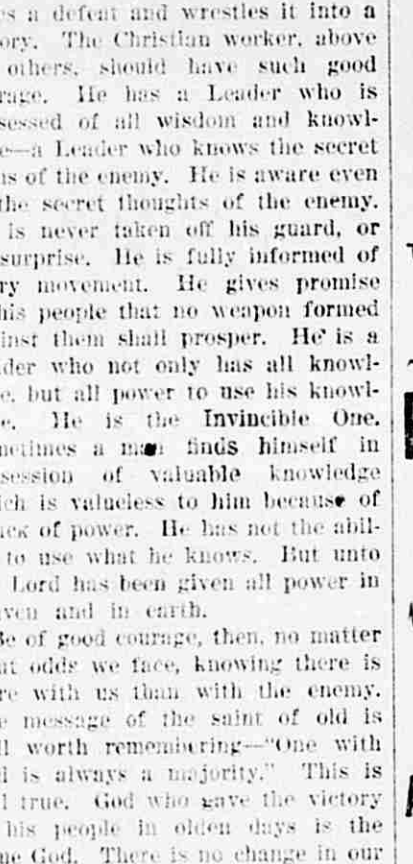 s a defeat and wrestles it into a
ory. The Christian worker, above
others, should have such good
rage. He has a Leader who is
sessed of all wisdom and knowl-
e—a Leader who knows the secret
ns of the enemy. He is aware even
the secret thoughts of the enemy.
is never taken off his guard, or
surprise. He is fully informed of
ry movement. He gives promise
his people that no weapon formed
inst them shall prosper. He is a
der who not only has all knowl-
e, but all power to use his knowl-
e. He is the Invincible One.
netimes a man finds himself in
session of valuable knowledge
ich is valueless to him because of
ack of power. He has not the abil-
to use what he knows. But unto
Lord has been given all power in
aven and in earth.
Be of good courage, then, no matter
at odds we face, knowing there is
re with us than with the enemy.
e message of the saint of old is
ll worth remembering—"One with
d is always a majority." This is
l true. God who gave the victory
his people in olden days is the
me God. There is no change in our